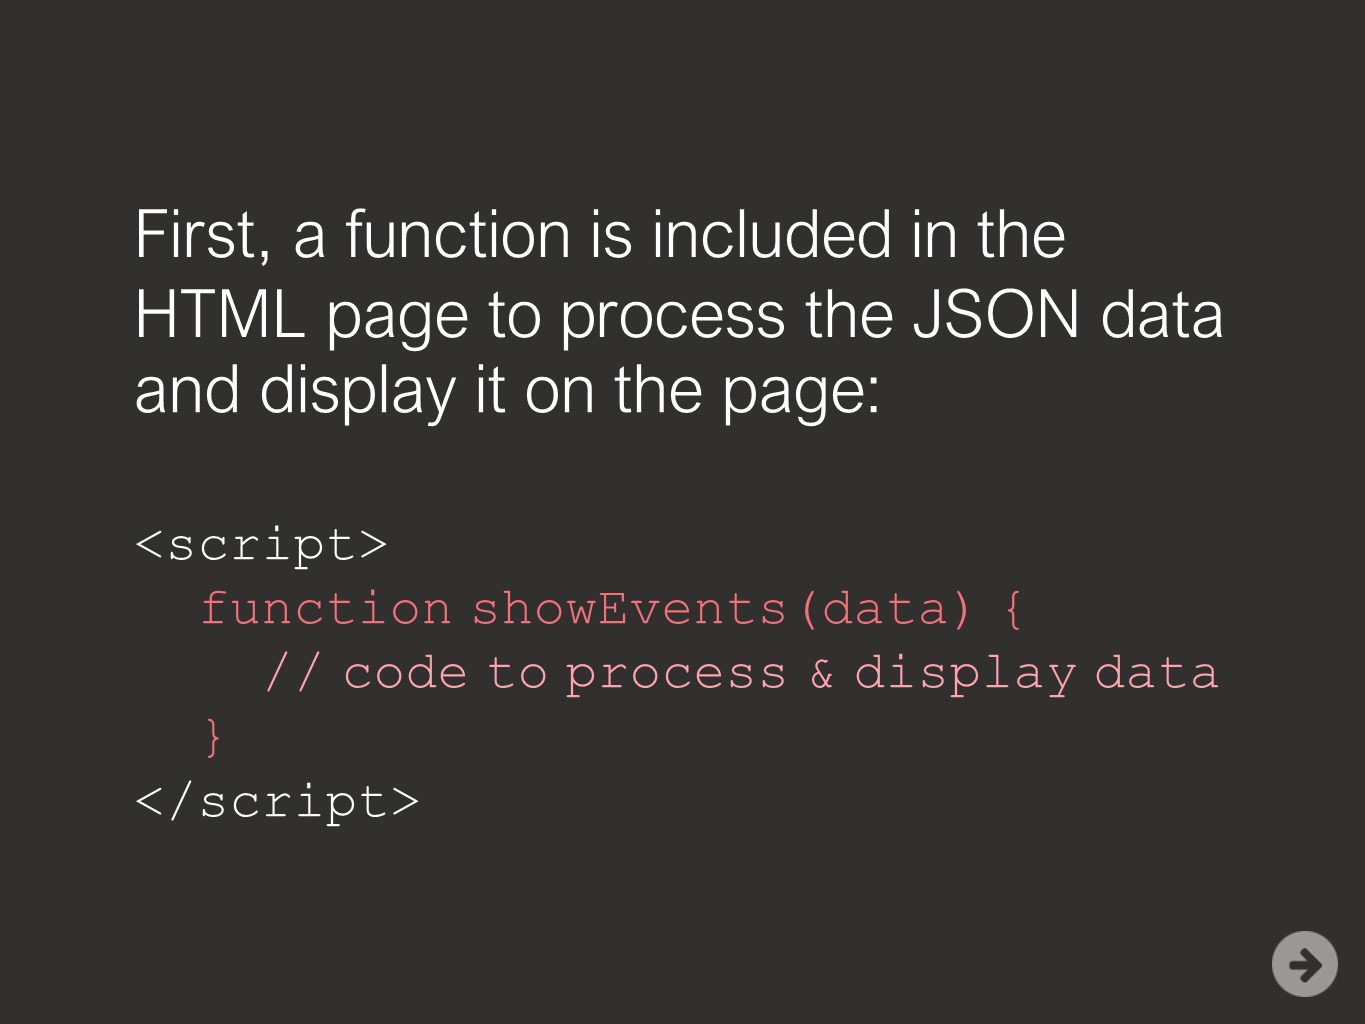 First, a function is included in the
HTML page to process the JSON data
and display it on the page:
<script>
function showEvents(data) {
// code to process & display data
}
</script>